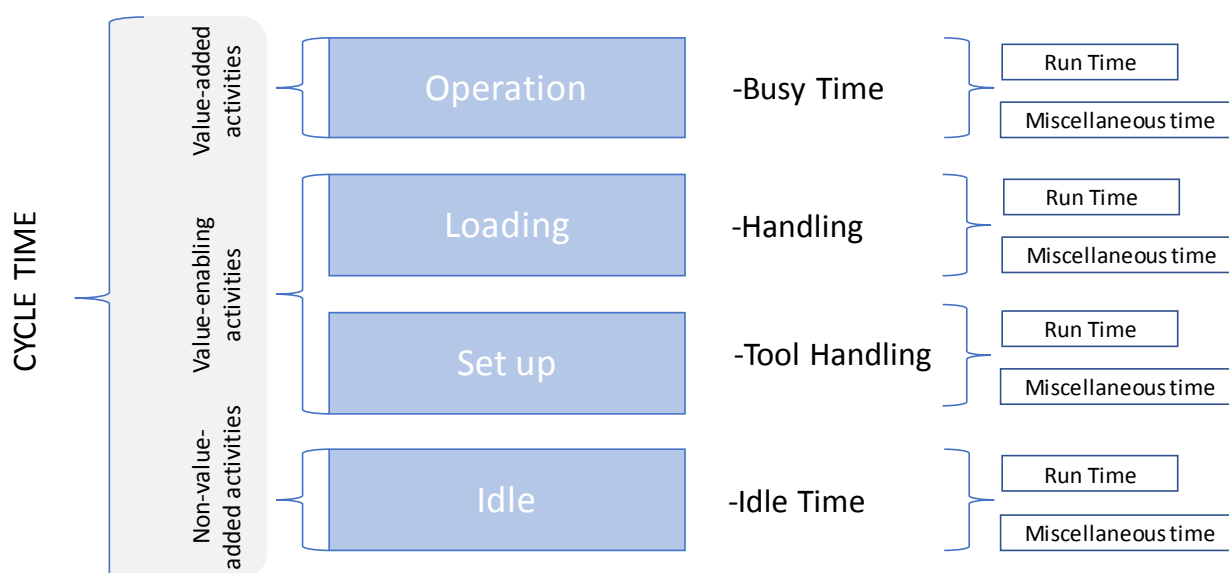 CYCLE TIME
Value-added
activities
Operation
-Busy Time
Run Time
Miscellaneous time
Value-enabling
activities
Loading
-Handling
Run Time
Miscellaneous time
Set up
-Tool Handling
Run Time
Miscellaneous time
Non-value-
added activities
Idle
-Idle Time
Run Time
Miscellaneous time